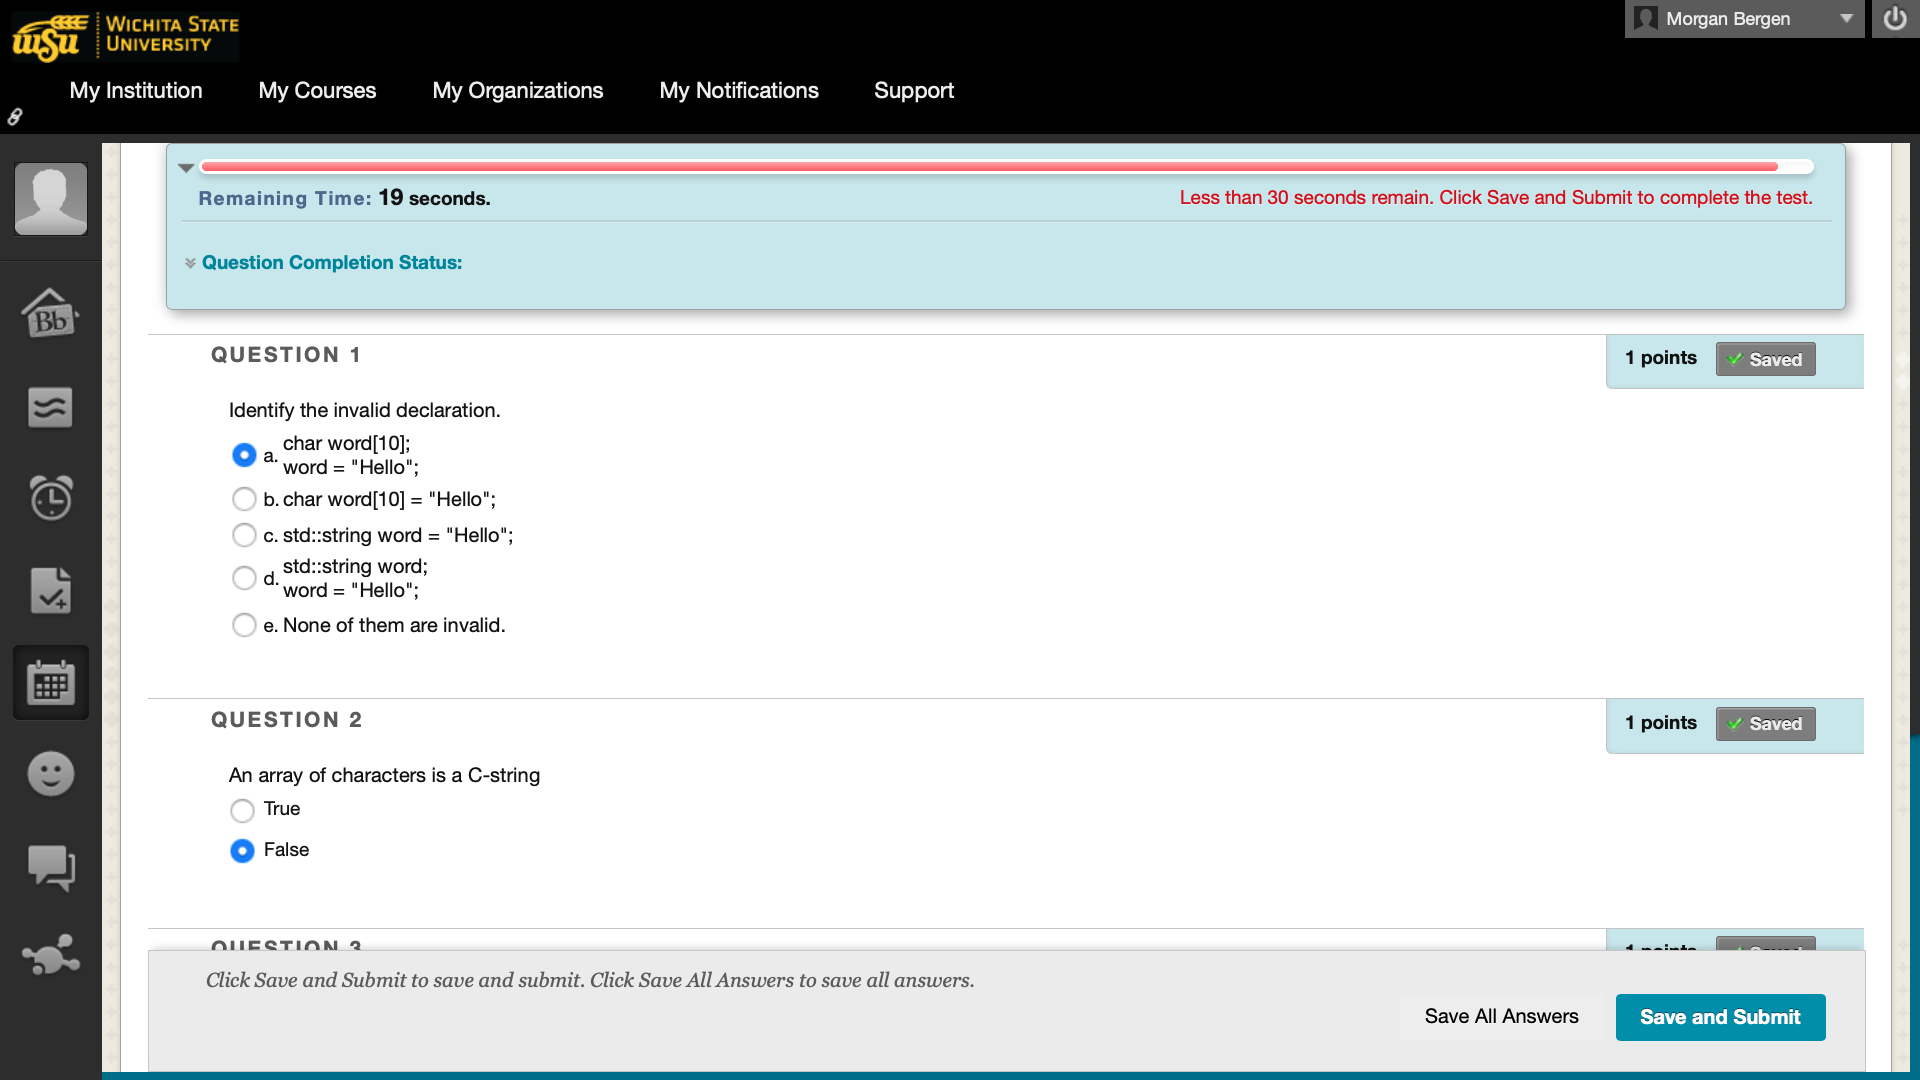 WICHITA STATE
UNIVERSITY
wsu
Morgan Bergen
My Institution
My Courses
My Organizations
My Notifications
Support
Remaining Time: 19 seconds.
Less than 30 seconds remain. Click Save and Submit to complete the test.
Question Completion Status:
QUESTION 1
1 points
Saved
Identify the invalid declaration.
a. char word[10];
word = "Hello";
b. char word[10] = "Hello";
c. std::string word = "Hello";
d. std::string word;
word = "Hello";
e. None of them are invalid.
Bb
QUESTION 2
1 points
Saved
An array of characters is a C-string
True
False
QUESTION 3
1 points
Saved
Click Save and Submit to save and submit. Click Save All Answers to save all answers.
Save All Answers
Save and Submit